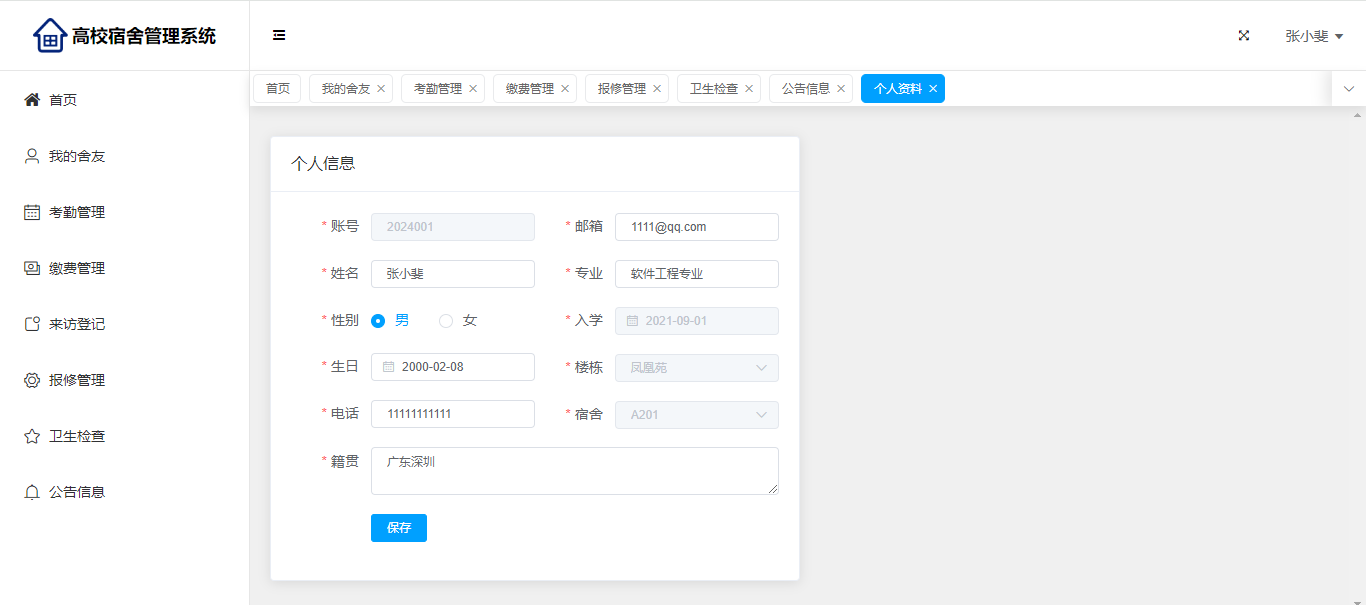 高校宿舍管理系统
张小斐
首页
我的舍友
考勤管理
缴费管理
来访登记
报修管理
卫生检查
公告信息
首页 我的舍友 考勤管理 缴费管理 报修管理 卫生检查 公告信息 个人资料
个人信息
* 账号 2024001 * 邮箱 1111@qq.com
* 姓名 张小斐 * 专业 软件工程专业
* 性别 男 女 * 入学 2021-09-01
* 生日 2000-02-08 * 楼栋 凤凰苑
* 电话 11111111111 * 宿舍 A201
* 籍贯 广东深圳
保存